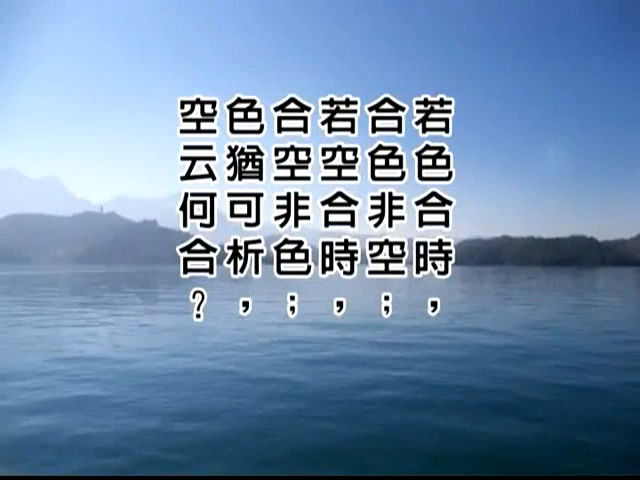 若色合時，
合色非空；
若空合時，
合空非色；
色猶可析，
空云何合？